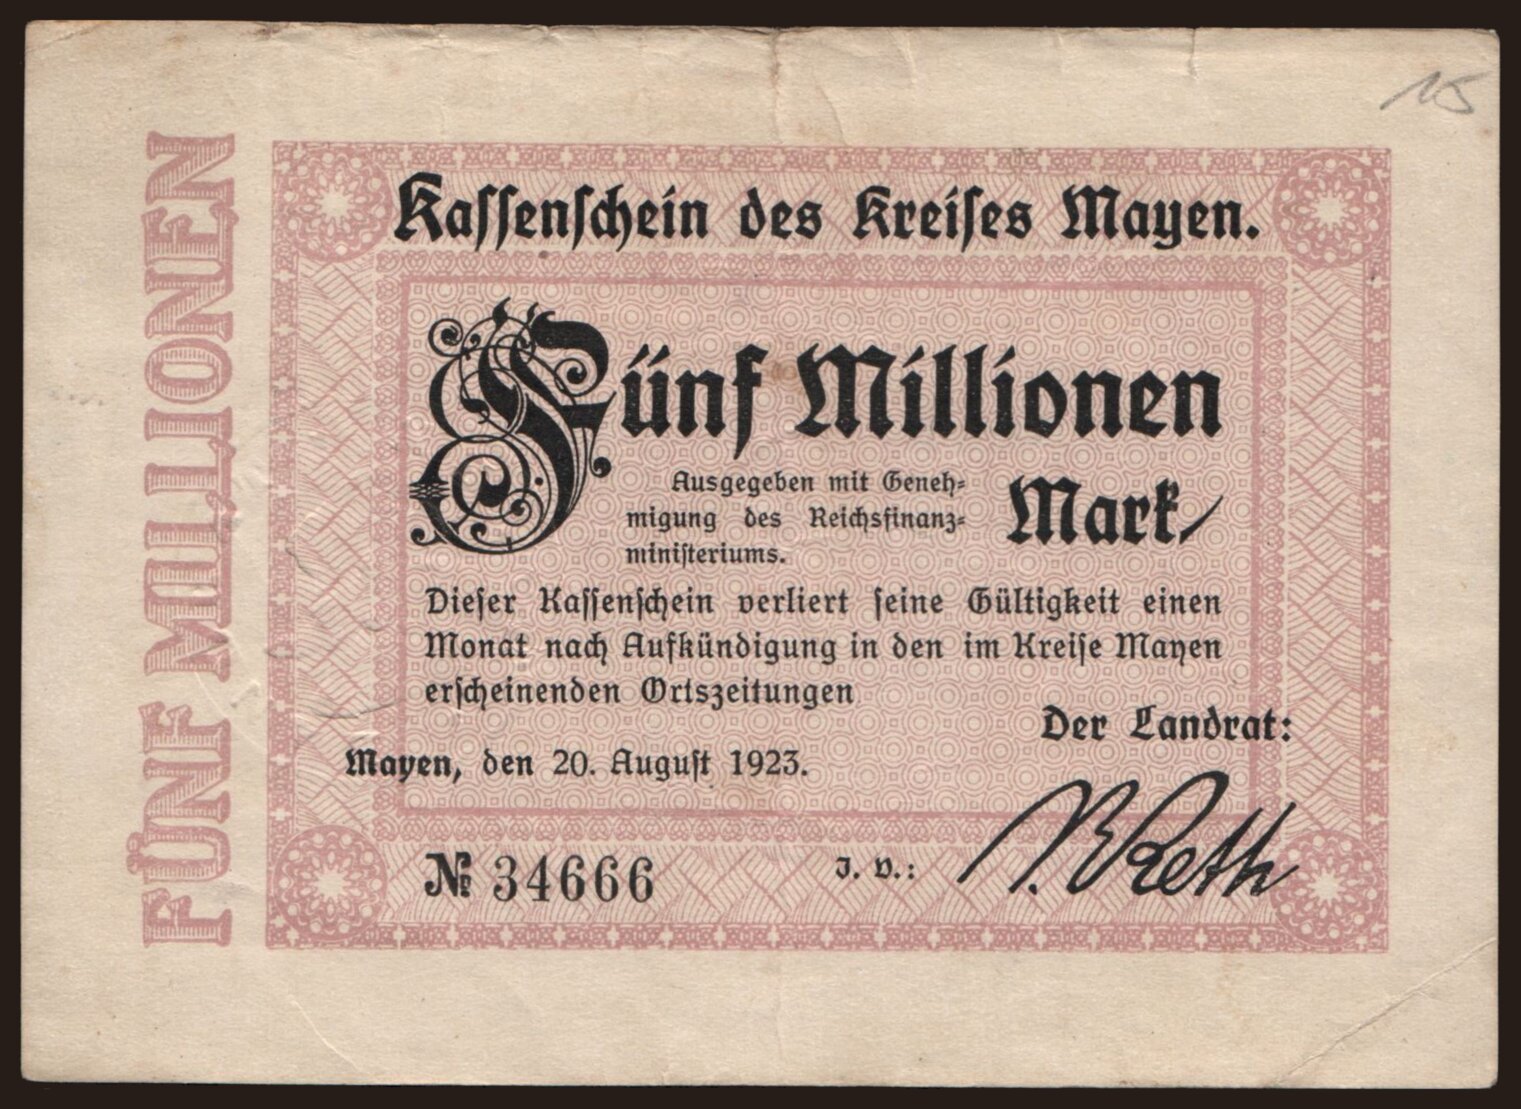 15
FÜNF MILLIONEN
Kassenschein des Kreises Mayen.
Fünf Millionen
Ausgegeben mit Geneh-
migung des Reichsfinanz-
ministeriums.
Mark
Dieser Kassenschein verliert seine Gültigkeit einen
Monat nach Aufkündigung in den im Kreise Mayen
erscheinenden Ortszeitungen
Der Landrat:
Mayen, den 20. August 1923.
№ 34666
J. V.: